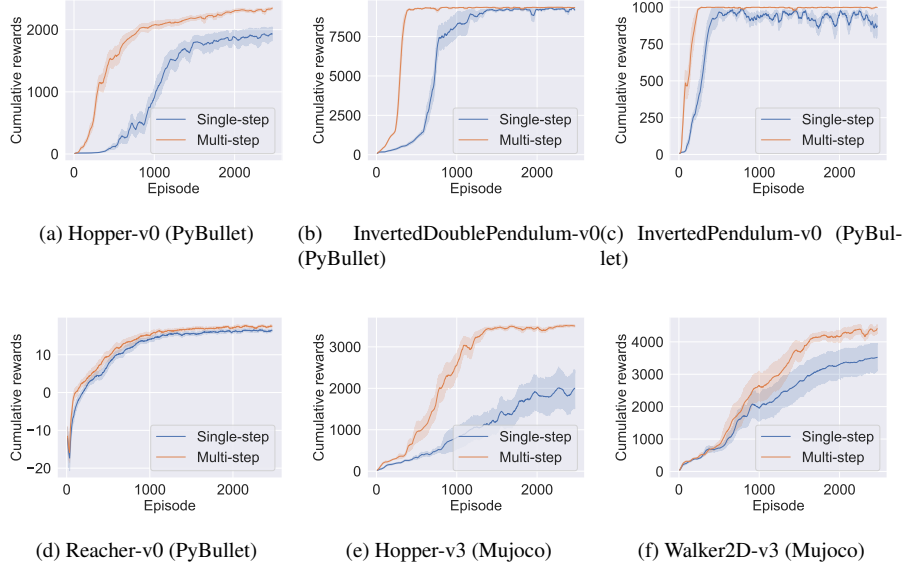 Cumulative rewards
2000
1000
0
0
1000
2000
Episode
Single-step
Multi-step
(a) Hopper-v0 (PyBullet)
Cumulative rewards
7500
5000
2500
0
0
1000
2000
Episode
Single-step
Multi-step
(b) InvertedDoublePendulum-v0
(PyBullet)
Cumulative rewards
1000
750
500
250
0
0
1000
2000
Episode
Single-step
Multi-step
(c) InvertedPendulum-v0 (PyBul-
let)
Cumulative rewards
10
0
−10
−20
0
1000
2000
Episode
Single-step
Multi-step
(d) Reacher-v0 (PyBullet)
Cumulative rewards
3000
2000
1000
0
0
1000
2000
Episode
Single-step
Multi-step
(e) Hopper-v3 (Mujoco)
Cumulative rewards
4000
3000
2000
1000
0
0
1000
2000
Episode
Single-step
Multi-step
(f) Walker2D-v3 (Mujoco)